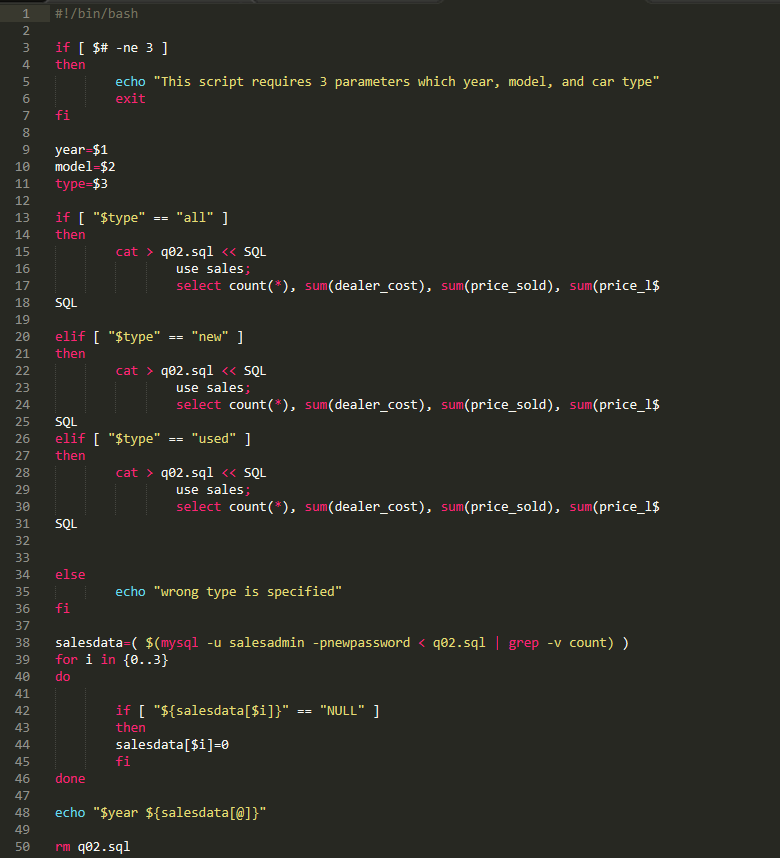 1 #!/bin/bash
2
3 if [ $# -ne 3 ]
4 then
5 echo "This script requires 3 parameters which year, model, and car type"
6 exit
7 fi
8
9 year=$1
10 model=$2
11 type=$3
12
13 if [ "$type" == "all" ]
14 then
15 cat > q02.sql << SQL
16 use sales;
17 select count(*), sum(dealer_cost), sum(price_sold), sum(price_l$
18 SQL
19
20 elif [ "$type" == "new" ]
21 then
22 cat > q02.sql << SQL
23 use sales;
24 select count(*), sum(dealer_cost), sum(price_sold), sum(price_l$
25 SQL
26 elif [ "$type" == "used" ]
27 then
28 cat > q02.sql << SQL
29 use sales;
30 select count(*), sum(dealer_cost), sum(price_sold), sum(price_l$
31 SQL
32
33
34 else
35 echo "wrong type is specified"
36 fi
37
38 salesdata=( $(mysql -u salesadmin -pnewpassword < q02.sql | grep -v count) )
39 for i in {0..3}
40 do
41
42 if [ "${salesdata[$i]}" == "NULL" ]
43 then
44 salesdata[$i]=0
45 fi
46 done
47
48 echo "$year ${salesdata[@]}"
49
50 rm q02.sql